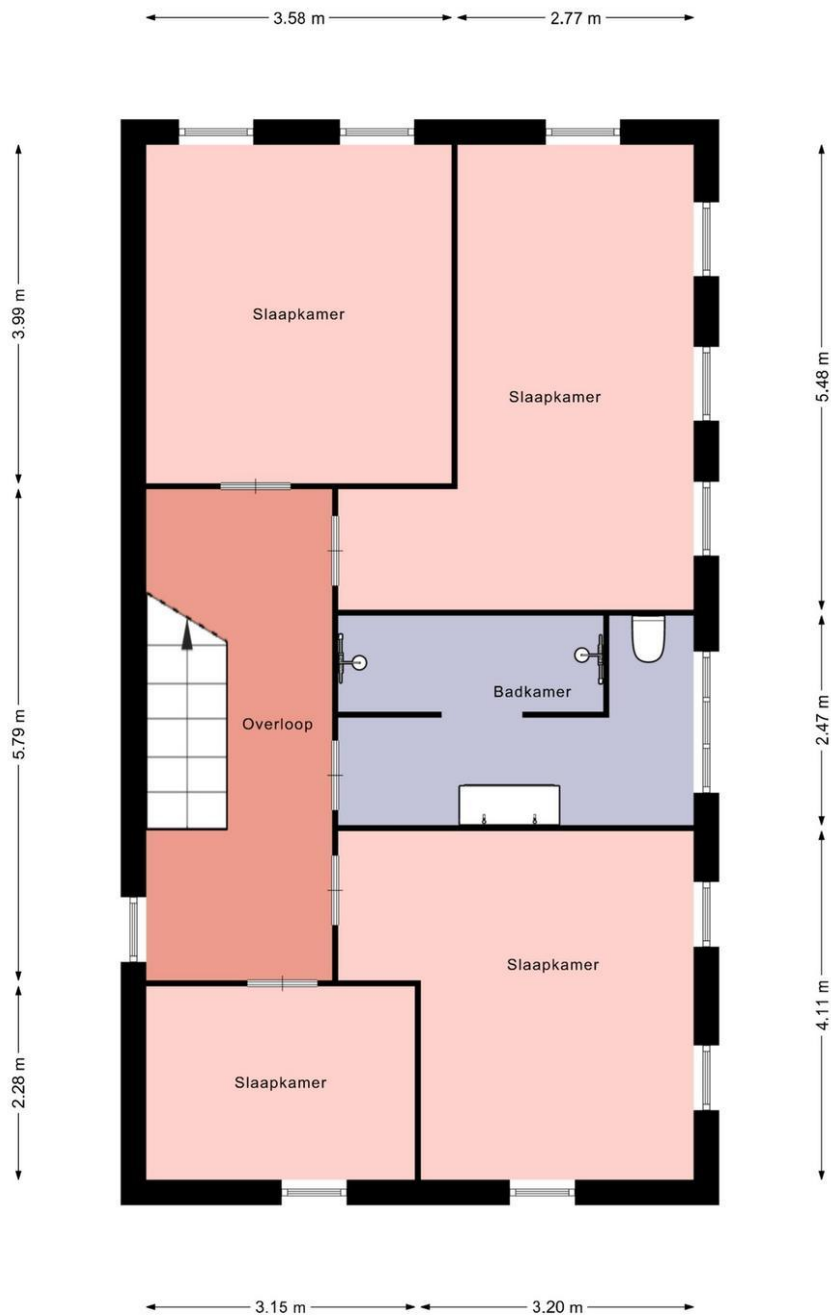 3.58 m
2.77 m
3.99 m
5.48 m
Slaapkamer
Slaapkamer
5.79 m
2.47 m
Badkamer
Overloop
4.11 m
Slaapkamer
2.28 m
Slaapkamer
3.15 m
3.20 m